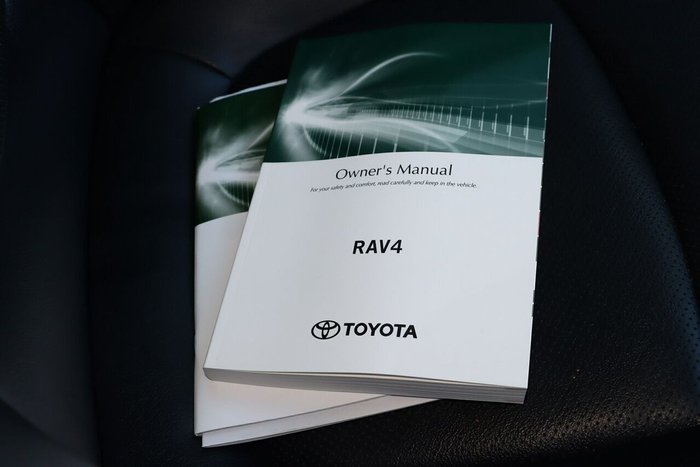 Owner's Manual
For your safety and comfort, read carefully and keep in the vehicle.
RAV4
TOYOTA